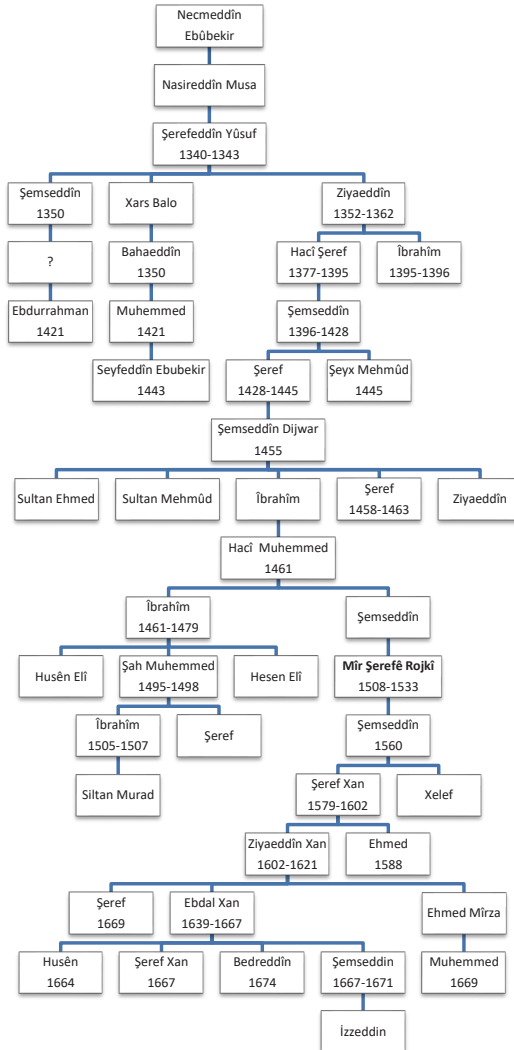 Necmeddîn
Ebûbekir
Nasireddîn Musa
Şerefeddîn Yûsuf
1340-1343
Şemseddîn
1350
Xars Balo
Ziyaeddîn
1352-1362
?
Bahaeddîn
1350
Hacî Şeref
1377-1395
Îbrahîm
1395-1396
Ebdurrahman
1421
Muhemmed
1421
Şemseddîn
1396-1428
Seyfeddîn Ebubekir
1443
Şeref
1428-1445
Şeyx Mehmûd
1445
Şemseddîn Dijwar
1455
Sultan Ehmed
Sultan Mehmûd
Îbrahîm
Şeref
1458-1463
Ziyaeddîn
Hacî Muhemmed
1461
Îbrahîm
1461-1479
Şemseddîn
Husên Elî
Şah Muhemmed
1495-1498
Hesen Elî
Mîr Şerefê Rojkî
1508-1533
Îbrahîm
1505-1507
Şeref
Şemseddîn
1560
Siltan Murad
Şeref Xan
1579-1602
Xelef
Ziyaeddîn Xan
1602-1621
Ehmed
1588
Şeref
1669
Ebdal Xan
1639-1667
Ehmed Mîrza
Husên
1664
Şeref Xan
1667
Bedreddîn
1674
Şemseddin
1667-1671
Muhemmed
1669
İzzeddin